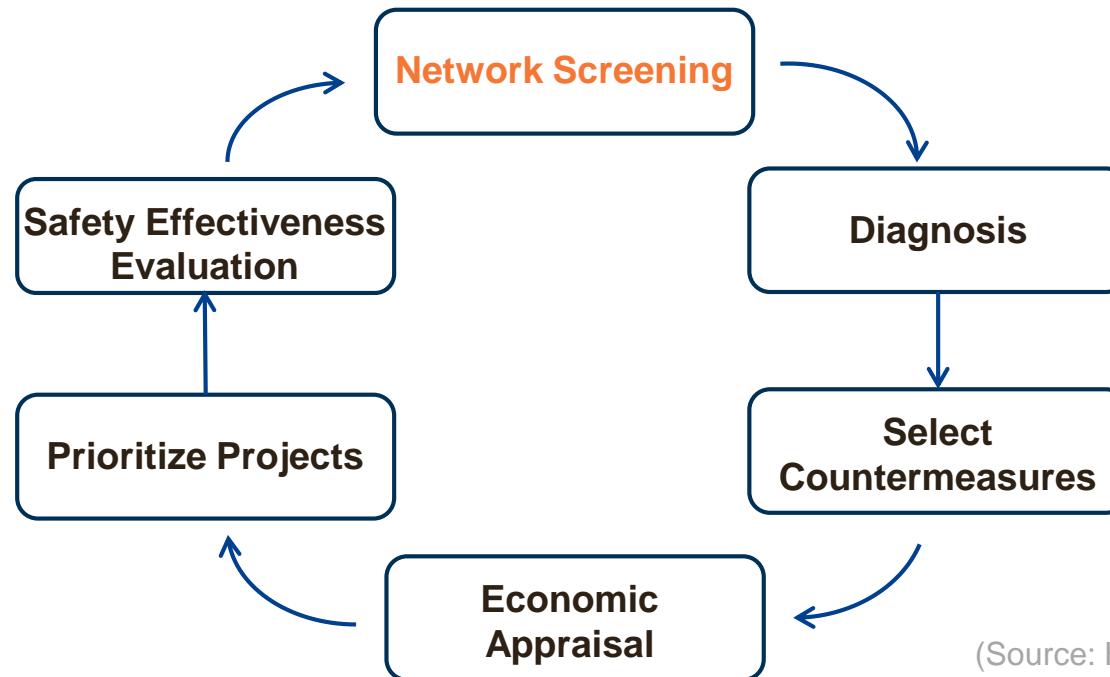 Network Screening
Safety Effectiveness
Evaluation
Diagnosis
Prioritize Projects
Select
Countermeasures
Economic
Appraisal
(Source: